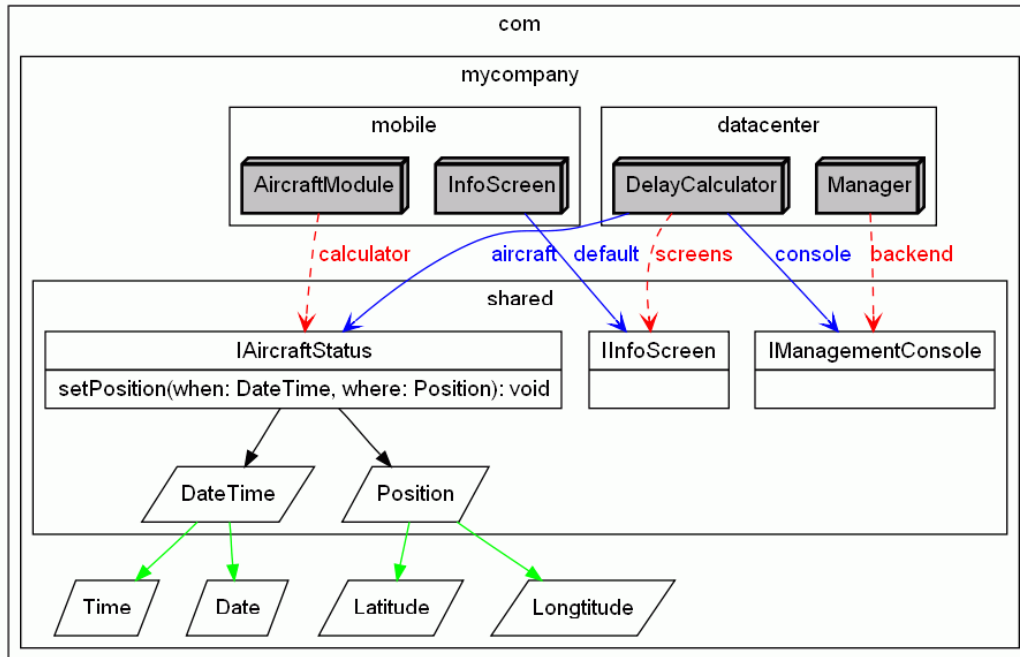 com
mycompany
mobile
datacenter
AircraftModule
InfoScreen
DelayCalculator
Manager
calculator
aircraft
default
screens
console
backend
shared
IAircraftStatus
IInfoScreen
IManagementConsole
setPosition(when: DateTime, where: Position): void
DateTime
Position
Time
Date
Latitude
Longtitude